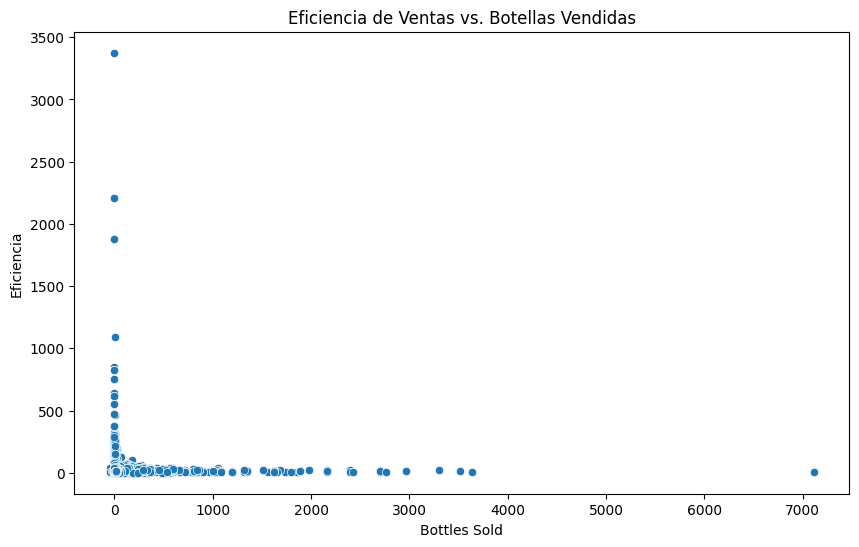 Eficiencia de Ventas vs. Botellas Vendidas
3500
3000
2500
2000
1500
1000
500
0
Eficiencia
0 1000 2000 3000 4000 5000 6000 7000
Bottles Sold